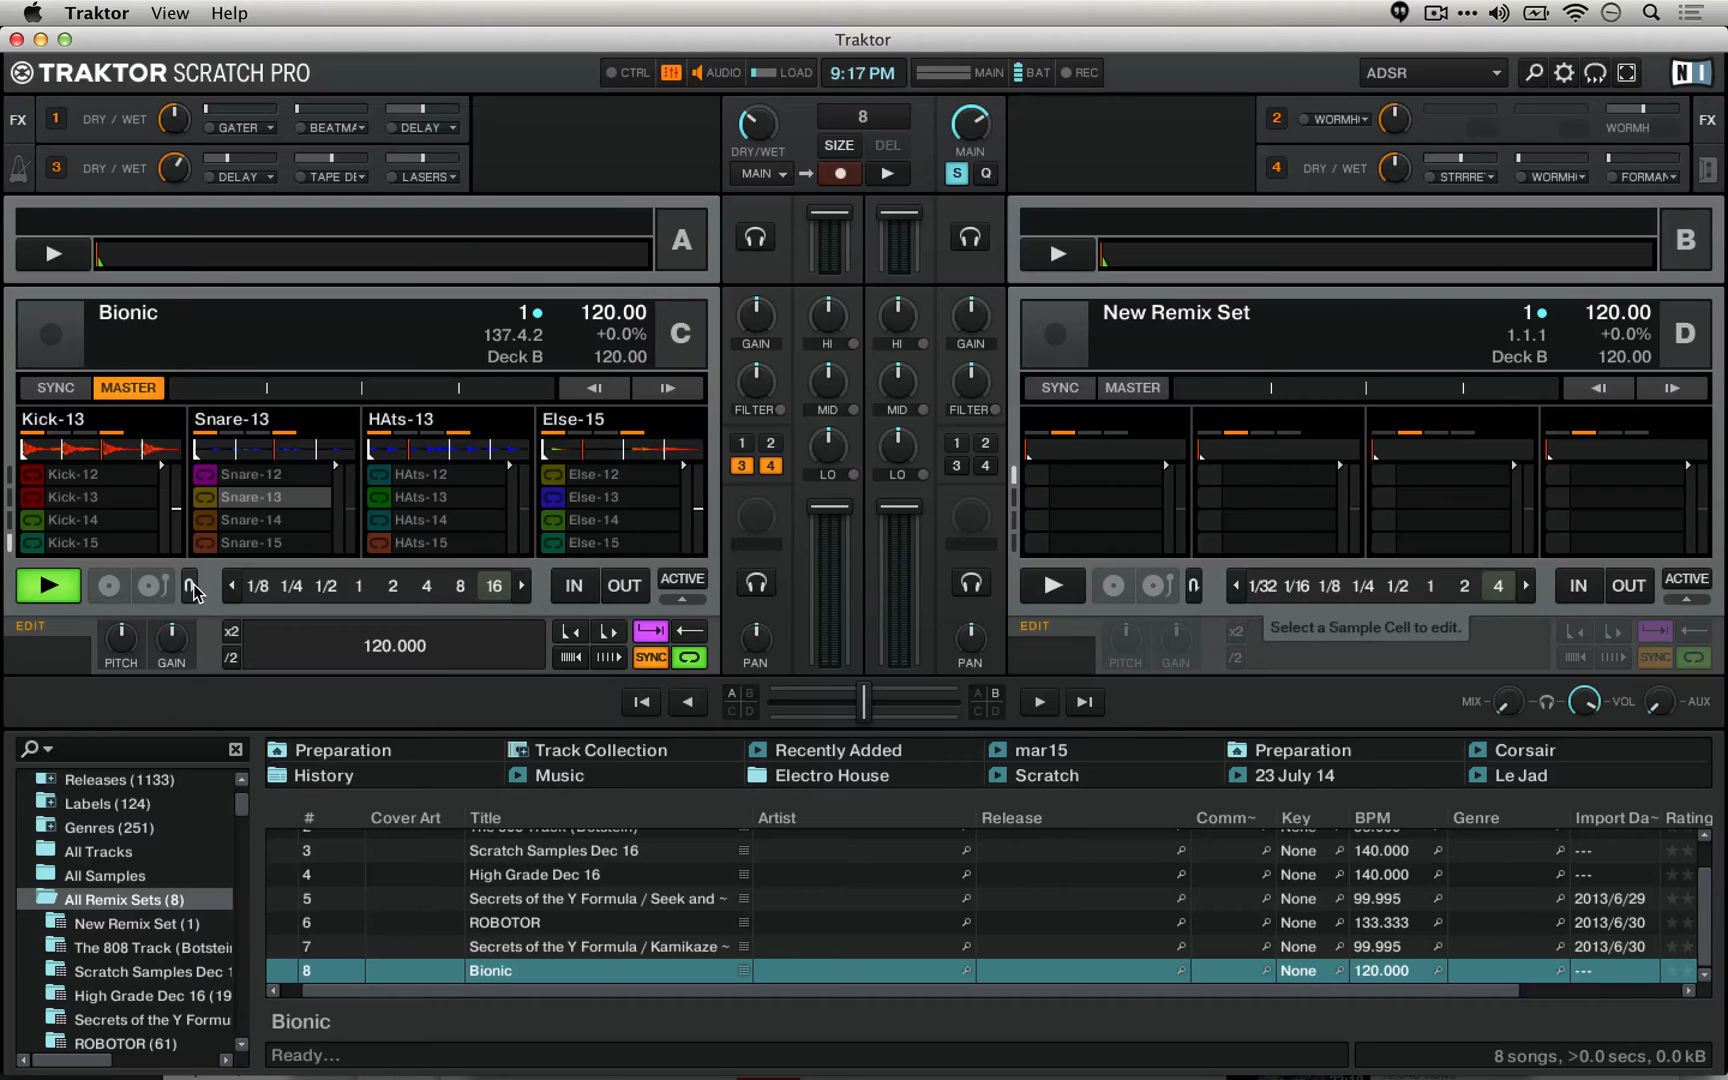 Traktor View Help
Traktor
TRAKTOR SCRATCH PRO CTRL AUDIO LOAD 9:17 PM MAIN BAT REC ADSR NI
FX 1 DRY / WET GATER DELAY
3 DRY / WET DELAY LASERS
DRY/WET 8 MAIN
SIZE DEL
MAIN S Q
2 WORMH FX
4 DRY / WET
A
B
Bionic 1 120.00 C
137.4.2 +0.0%
Deck B 120.00
SYNC MASTER
Kick-13 Snare-13 HAts-13 Else-15
Kick-12 Snare-12 HAts-12 Else-12
Kick-13 Snare-13 HAts-13 Else-13
Kick-14 Snare-14 HAts-14 Else-14
Kick-15 Snare-15 HAts-15 Else-15
1/8 1/4 1/2 1 2 4 8 16 IN OUT ACTIVE
EDIT PITCH GAIN x2 /2 120.000 SYNC
GAIN HI HI GAIN
FILTER MID MID FILTER
1 2 1 2
3 4 LO LO 3 4
PAN PAN
New Remix Set 1 120.00 D
1.1.1 +0.0%
Deck B 120.00
SYNC MASTER
1/32 1/16 1/8 1/4 1/2 1 2 4 IN OUT ACTIVE
EDIT Select a Sample Cell to edit.
PITCH GAIN x2 /2 SYNC
A B A B
C D C D
MIX VOL AUX
Preparation Track Collection Recently Added mar15 Preparation Corsair
History Music Electro House Scratch 23 July 14 Le Jad
Releases (1133)
Labels (124)
Genres (251)
All Tracks
All Samples
All Remix Sets (8)
New Remix Set (1)
The 808 Track (Botstein
Scratch Samples Dec 1
High Grade Dec 16 (19
Secrets of the Y Formu
ROBOTOR (61)
# Cover Art Title Artist Release Comm~ Key BPM Genre Import Da~ Rating
3 Scratch Samples Dec 16 None 140.000 ---
4 High Grade Dec 16 None 140.000 ---
5 Secrets of the Y Formula / Seek and ~ None 99.995 2013/6/29
6 ROBOTOR None 133.333 2013/6/30
7 Secrets of the Y Formula / Kamikaze ~ None 99.995 2013/6/30
8 Bionic None 120.000 ---
Bionic
Ready...
8 songs, >0.0 secs, 0.0 kB